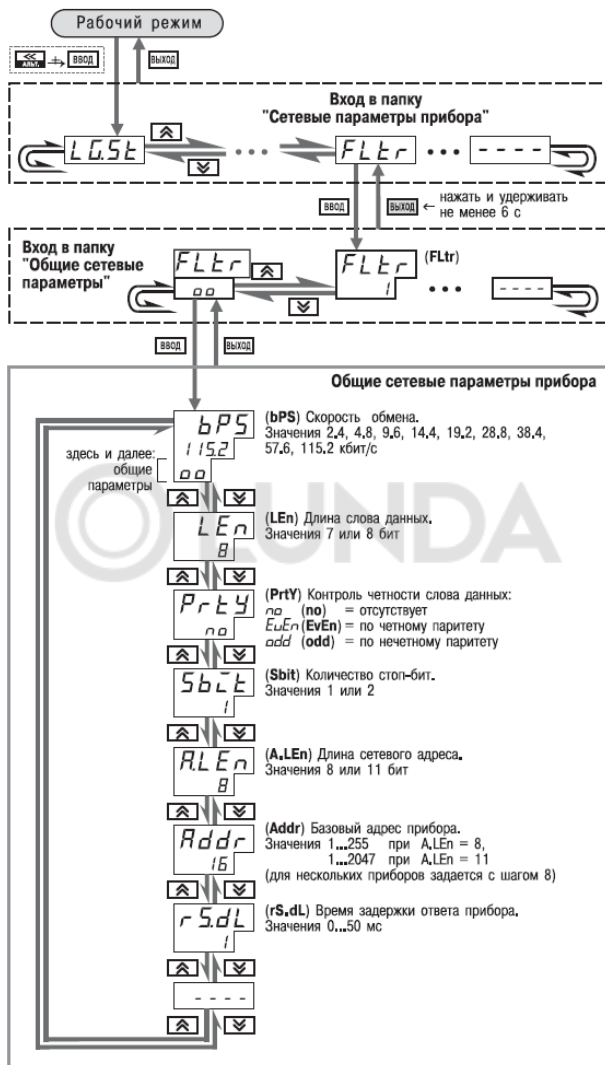 Рабочий режим
АЛЬТ. ВВОД ВЫХОД
Вход в папку
"Сетевые параметры прибора"
LG.St ••• FLtr ••• - - - -
ВВОД ВЫХОД ← нажать и удерживать
не менее 6 с
Вход в папку
"Общие сетевые
параметры"
FLtr
oo
FLtr (FLtr)
1 ••• - - - -
ВВОД ВЫХОД
Общие сетевые параметры прибора
здесь и далее:
общие
параметры
bPS
115.2
oo
(bPS) Скорость обмена.
Значения 2.4, 4.8, 9.6, 14.4, 19.2, 28.8, 38.4,
57.6, 115.2 кбит/с
OLUNDA
LEn
8
(LEn) Длина слова данных.
Значения 7 или 8 бит
PrtY
no
(PrtY) Контроль четности слова данных:
no (no) = отсутствует
EvEn (EvEn) = по четному паритету
odd (odd) = по нечетному паритету
Sbit
1
(Sbit) Количество стоп-бит.
Значения 1 или 2
A.LEn
8
(A.LEn) Длина сетевого адреса.
Значения 8 или 11 бит
Addr
16
(Addr) Базовый адрес прибора.
Значения 1...255 при A.LEn = 8,
1...2047 при A.LEn = 11
(для нескольких приборов задается с шагом 8)
rS.dL
1
(rS.dL) Время задержки ответа прибора.
Значения 0...50 мс
- - - -